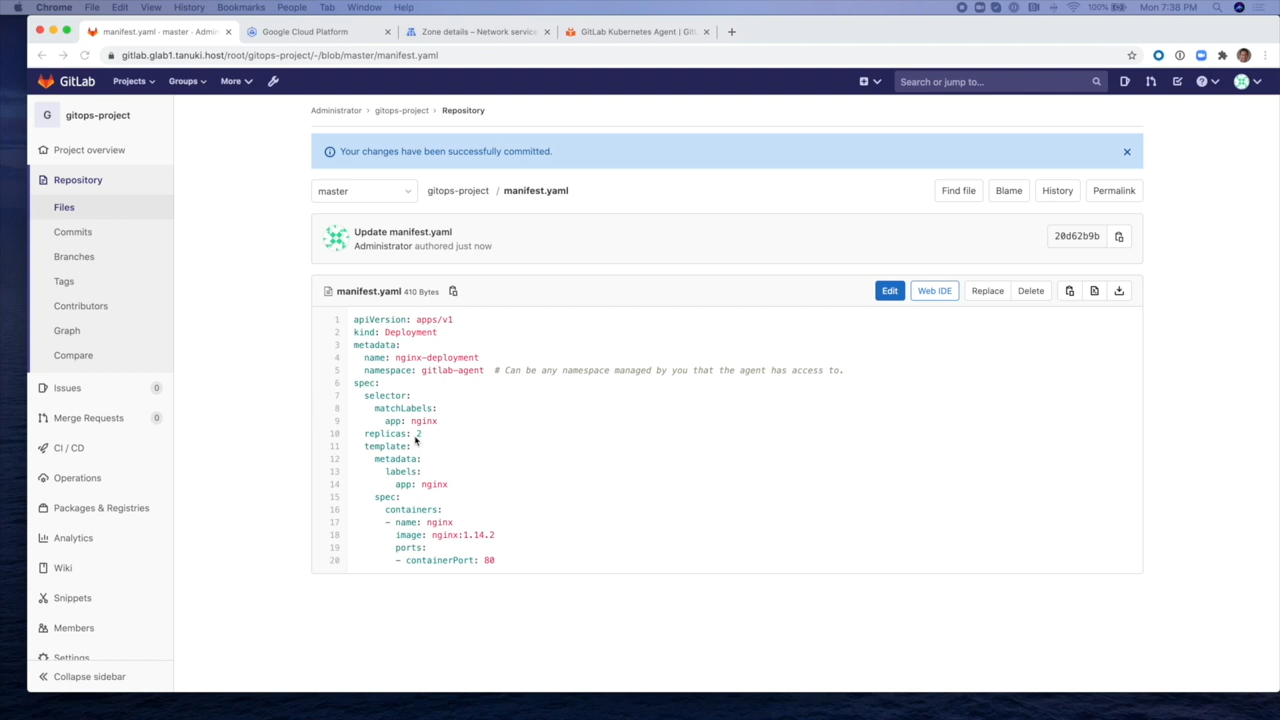 Chrome File Edit View History Bookmarks People Tab Window Help
100% Mon 7:38 PM
manifest.yaml · master · Admin
Google Cloud Platform
Zone details – Network service
GitLab Kubernetes Agent | GitL
gitlab.glab1.tanuki.host/root/gitops-project/-/blob/master/manifest.yaml
GitLab Projects Groups More
Search or jump to...
G gitops-project
Project overview
Repository
Files
Commits
Branches
Tags
Contributors
Graph
Compare
Issues 0
Merge Requests 0
CI / CD
Operations
Packages & Registries
Analytics
Wiki
Snippets
Members
Settings
Collapse sidebar
Administrator › gitops-project › Repository
Your changes have been successfully committed.
master
gitops-project / manifest.yaml
Find file Blame History Permalink
Update manifest.yaml
Administrator authored just now
20d62b9b
manifest.yaml 410 Bytes
Edit Web IDE Replace Delete
1 apiVersion: apps/v1
2 kind: Deployment
3 metadata:
4 name: nginx-deployment
5 namespace: gitlab-agent # Can be any namespace managed by you that the agent has access to.
6 spec:
7 selector:
8 matchLabels:
9 app: nginx
10 replicas: 2
11 template:
12 metadata:
13 labels:
14 app: nginx
15 spec:
16 containers:
17 - name: nginx
18 image: nginx:1.14.2
19 ports:
20 - containerPort: 80